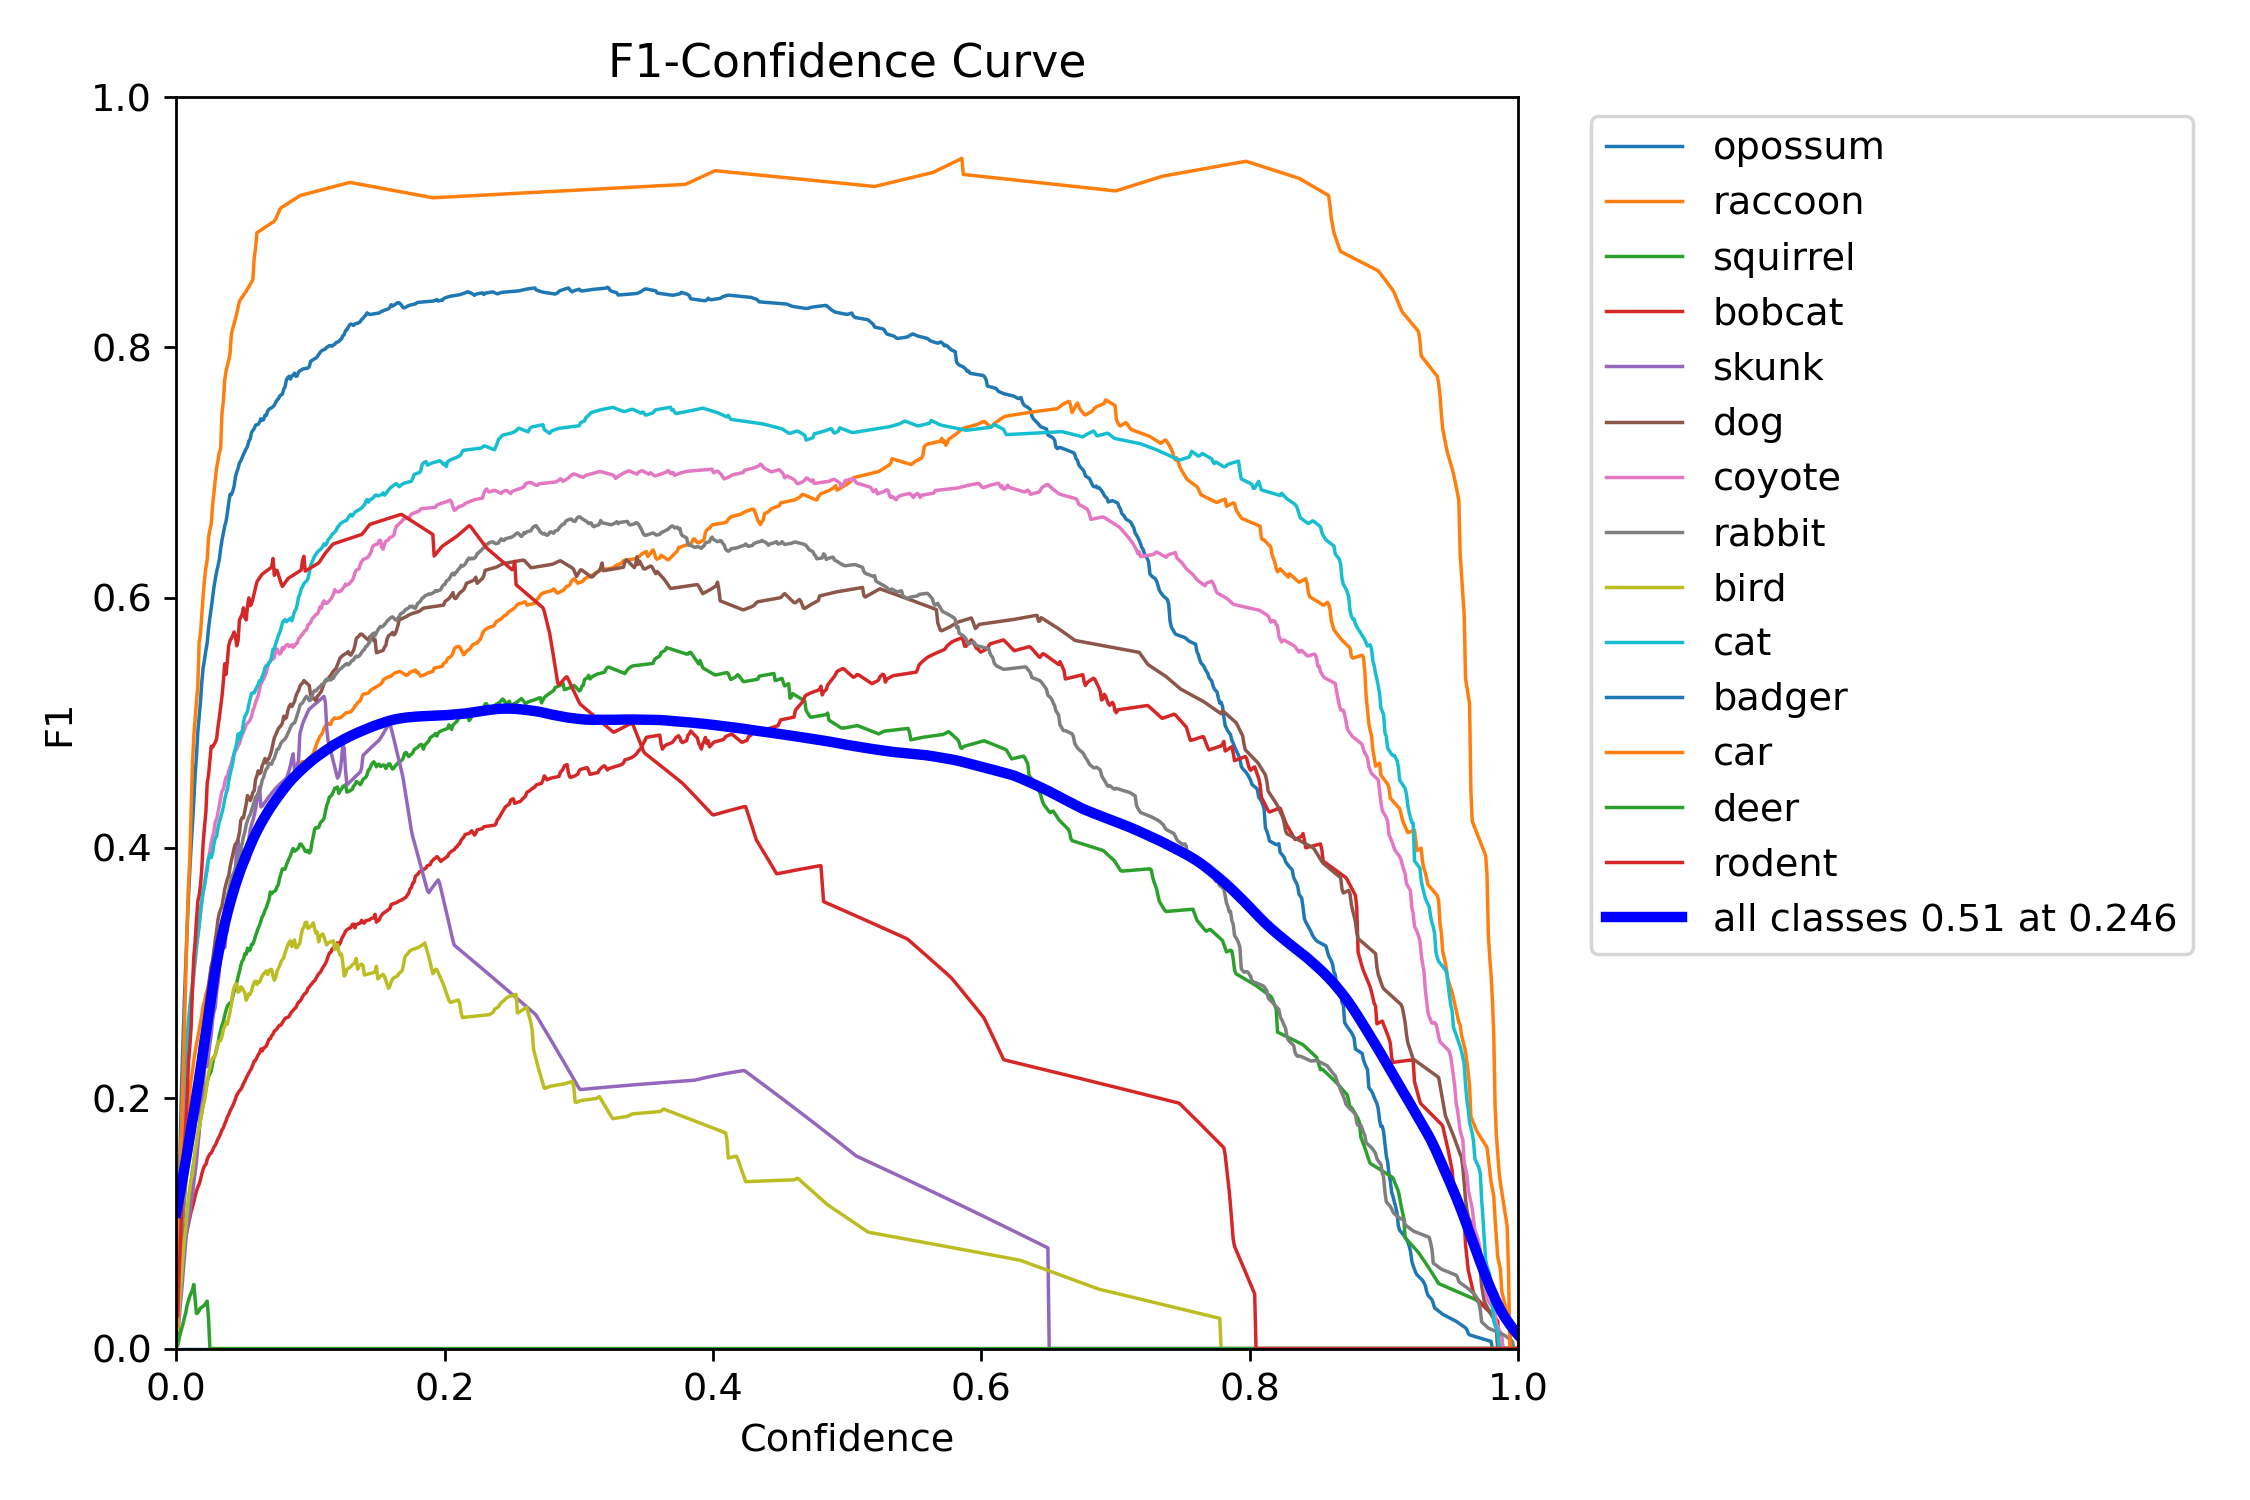 F1-Confidence Curve
1.0
0.8
0.6
0.4
0.2
0.0
F1
0.0 0.2 0.4 0.6 0.8 1.0
Confidence
opossum
raccoon
squirrel
bobcat
skunk
dog
coyote
rabbit
bird
cat
badger
car
deer
rodent
all classes 0.51 at 0.246